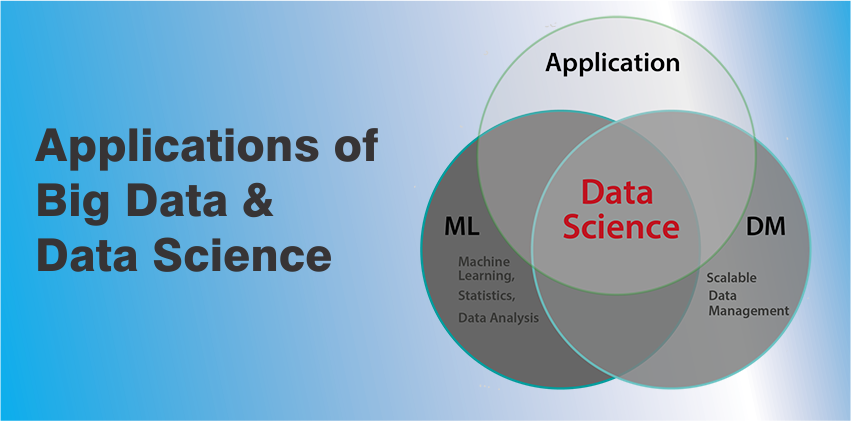 Applications of
Big Data &
Data Science
Application
Data
Science
ML
Machine
Learning,
Statistics,
Data Analysis
DM
Scalable
Data
Management